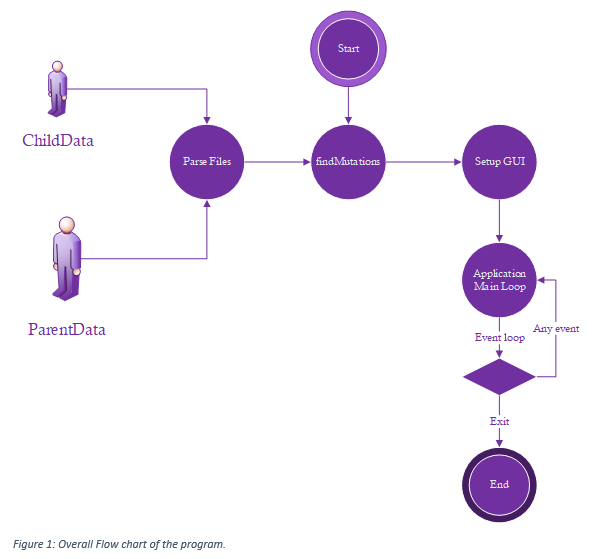 Start
ChildData
Parse Files
findMutations
Setup GUI
ParentData
Application
Main Loop
Event loop
Any event
Exit
End
Figure 1: Overall Flow chart of the program.